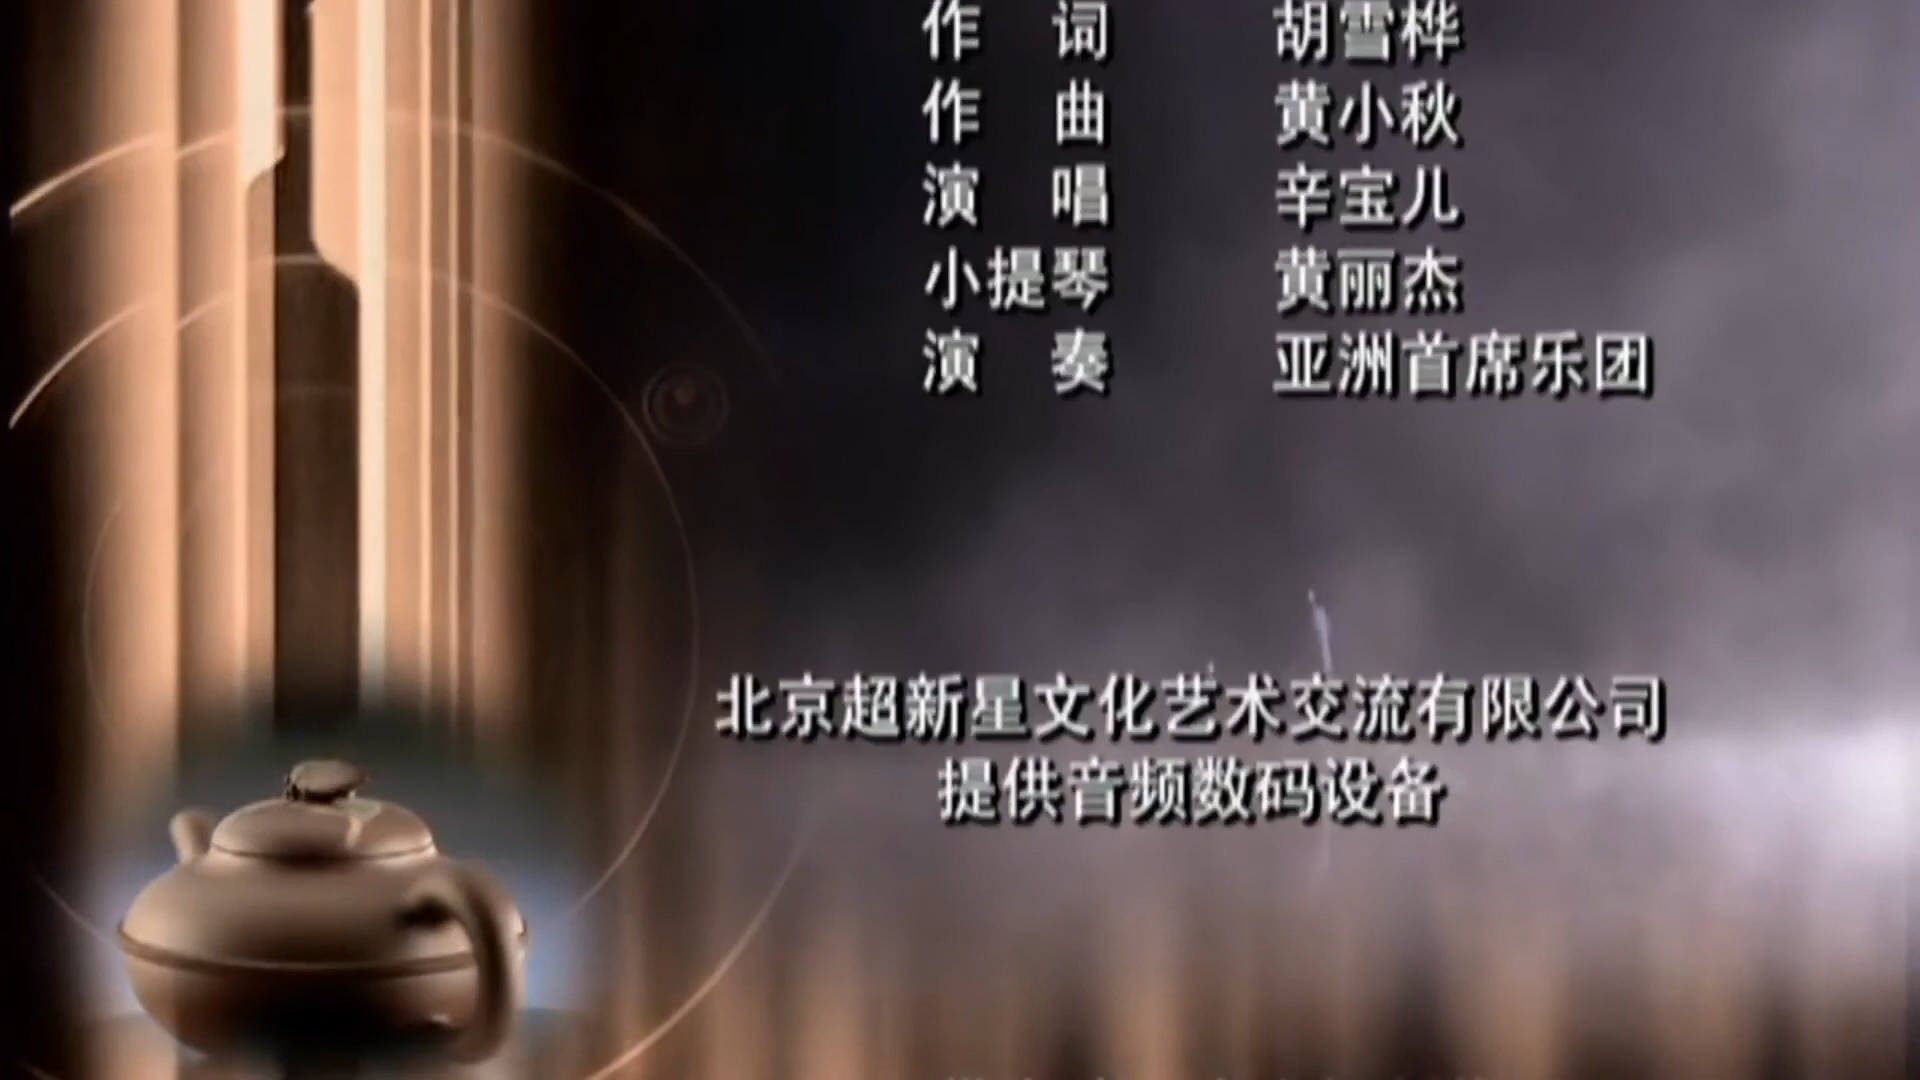 作 词 胡雪桦
作 曲 黄小秋
演 唱 辛宝儿
小提琴 黄丽杰
演 奏 亚洲首席乐团
北京超新星文化艺术交流有限公司
提供音频数码设备